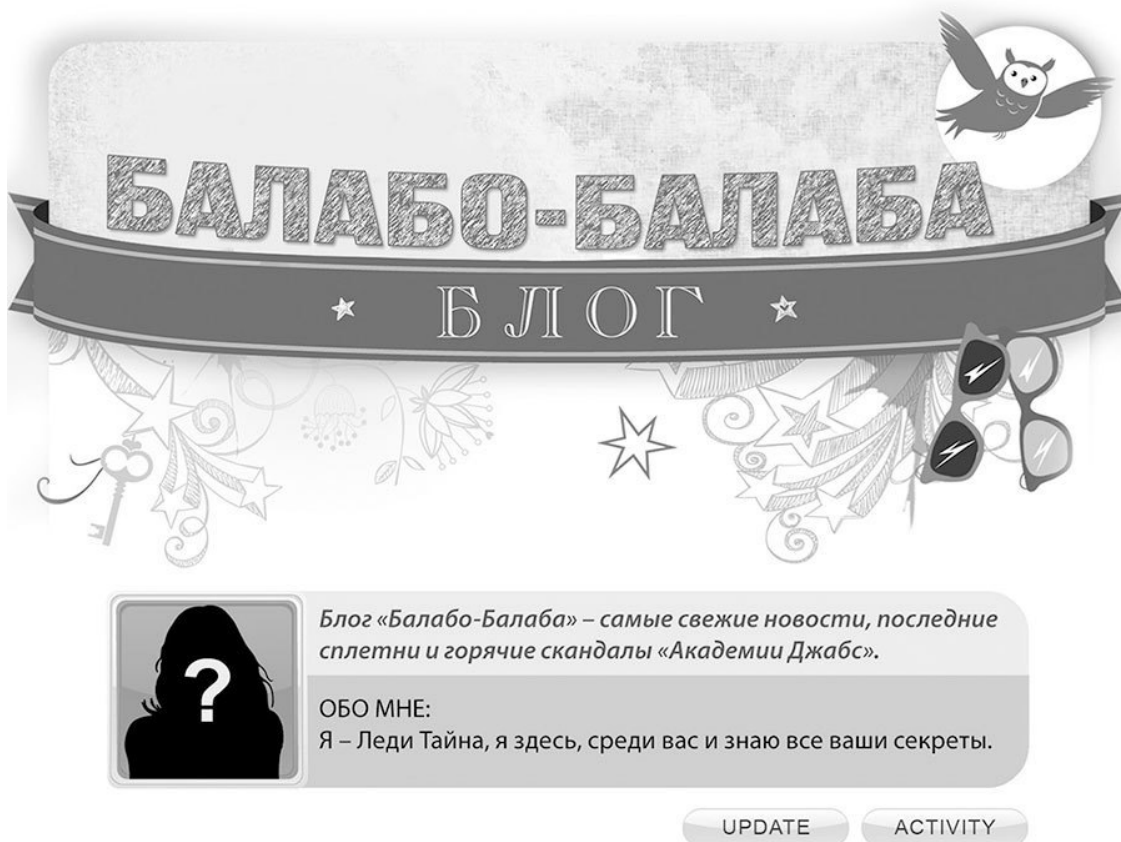 БАЛАБО-БАЛАБА
БЛОГ
?
Блог «Балабо-Балаба» – самые свежие новости, последние
сплетни и горячие скандалы «Академии Джабс».
ОБО МНЕ:
Я – Леди Тайна, я здесь, среди вас и знаю все ваши секреты.
UPDATE ACTIVITY